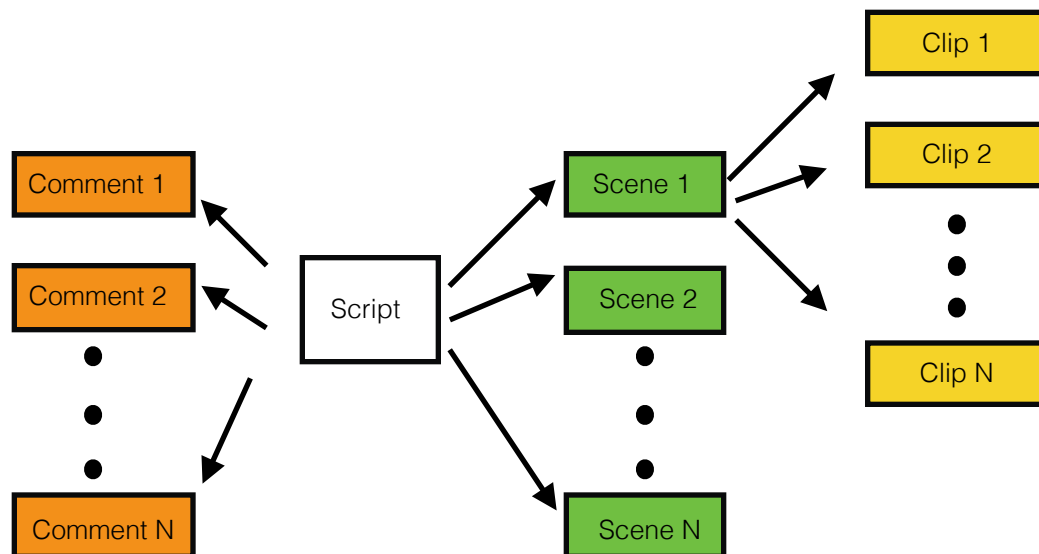 Clip 1
Comment 1
Scene 1
Clip 2
Comment 2
Script
Scene 2
Clip N
Comment N
Scene N